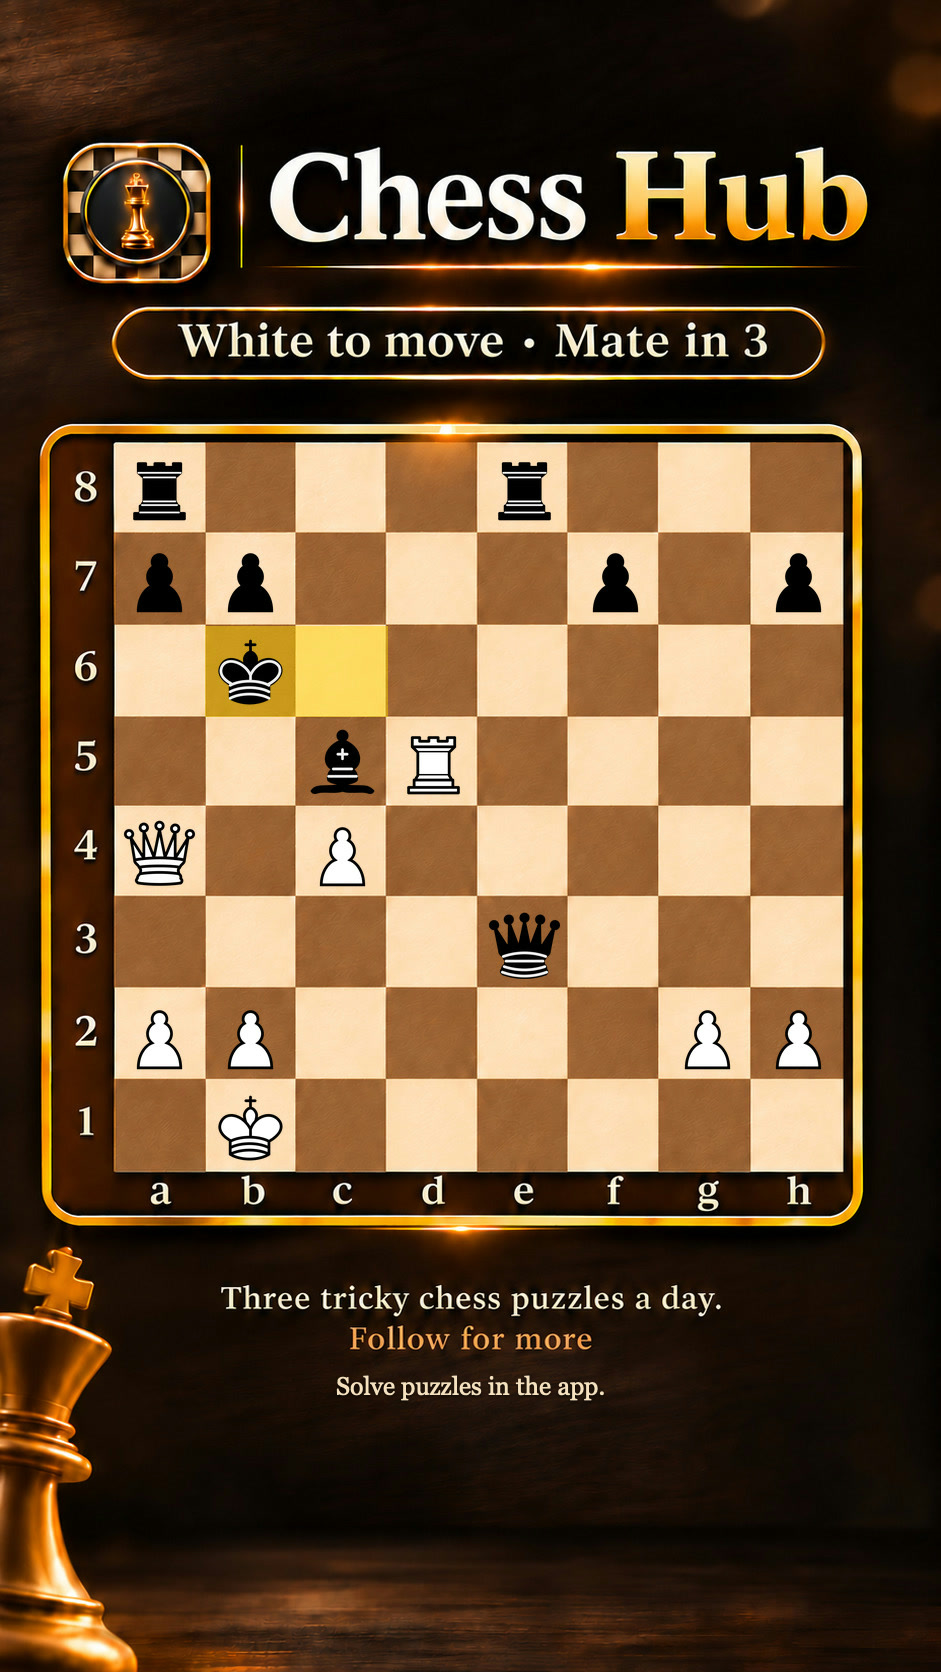 Chess Hub
White to move • Mate in 3
8
7
6
5
4
3
2
1
a b c d e f g h
Three tricky chess puzzles a day.
Follow for more
Solve puzzles in the app.